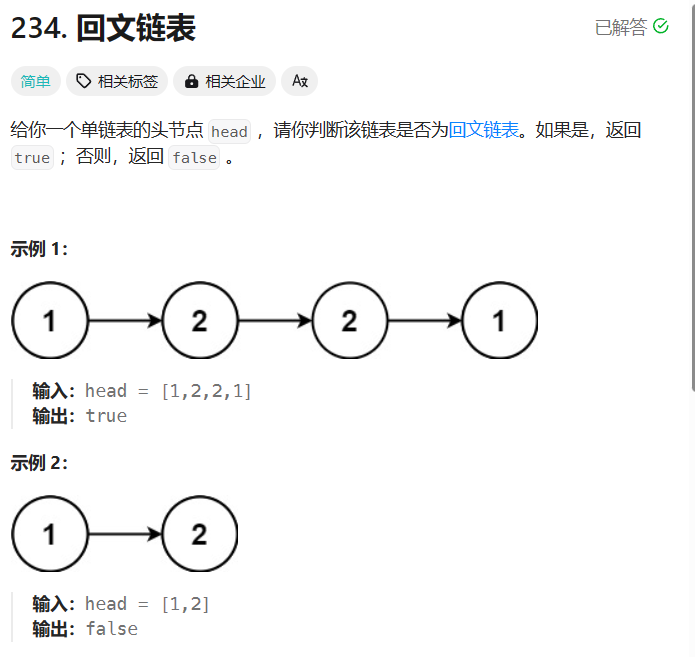 234. 回文链表
已解答
简单 相关标签 相关企业 Až
给你一个单链表的头节点 head ，请你判断该链表是否为回文链表。如果是，返回
true ；否则，返回 false 。
示例 1：
1 2 2 1
输入：head = [1,2,2,1]
输出：true
示例 2：
1 2
输入：head = [1,2]
输出：false